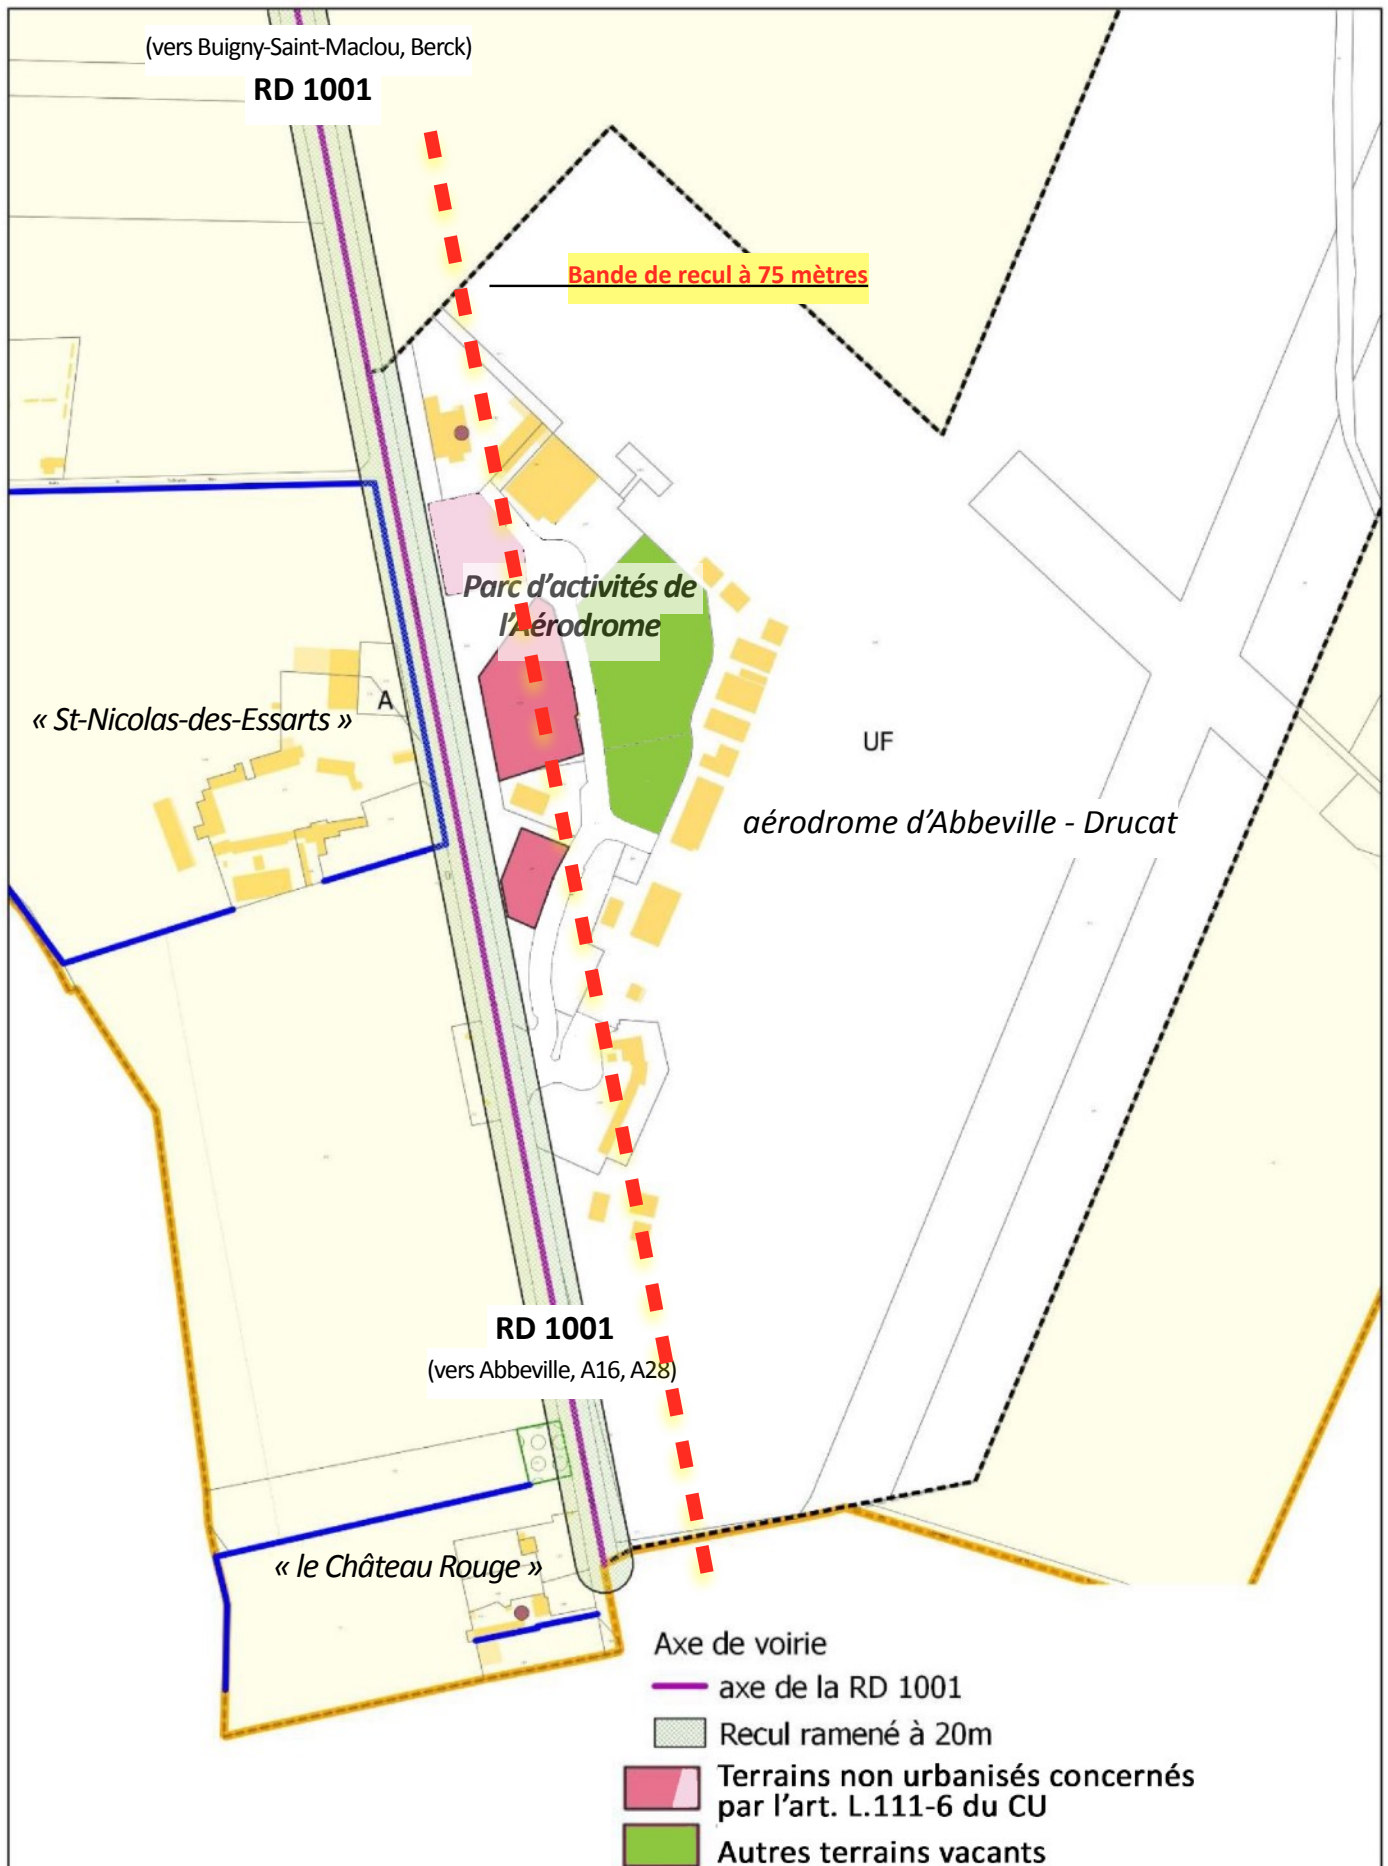 (vers Buigny-Saint-Maclou, Berck)
RD 1001
Bande de recul à 75 mètres
Parc d’activités de
l’Aérodrome
A
« St-Nicolas-des-Essarts »
UF
aérodrome d’Abbeville - Drucat
RD 1001
(vers Abbeville, A16, A28)
« le Château Rouge »
Axe de voirie
axe de la RD 1001
Recul ramené à 20m
Terrains non urbanisés concernés
par l’art. L.111-6 du CU
Autres terrains vacants